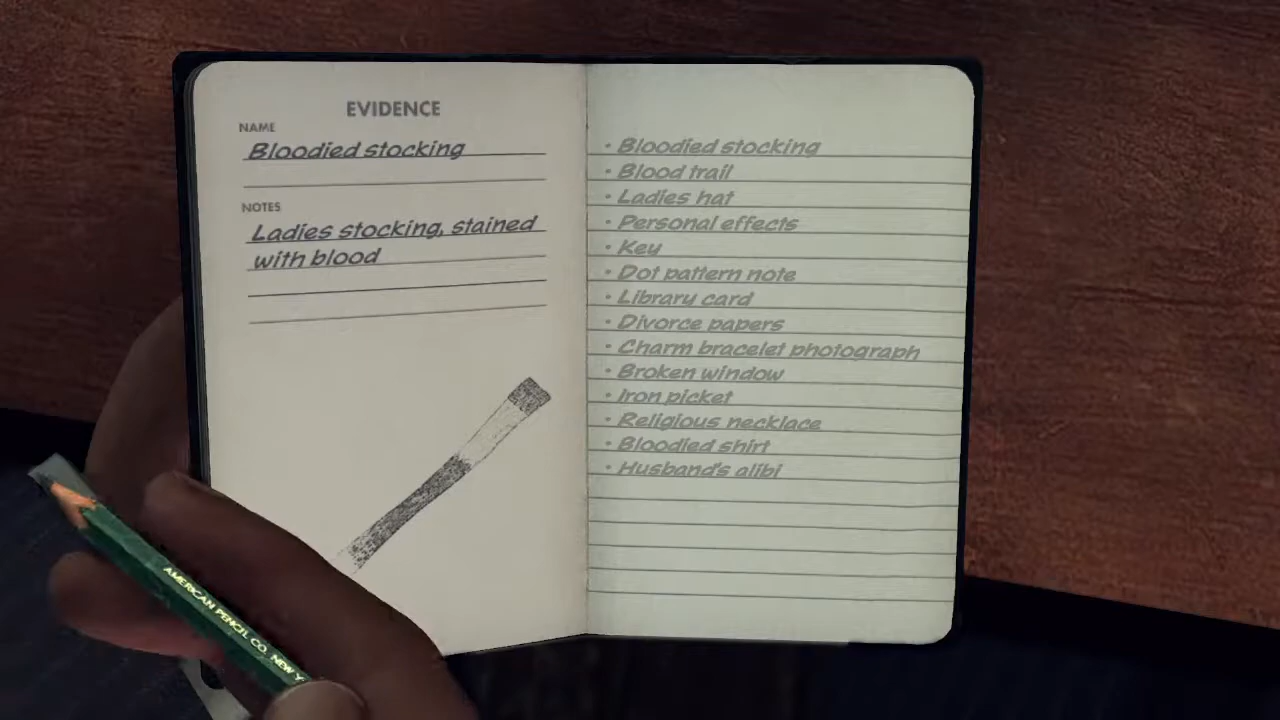 EVIDENCE
NAME
Bloodied stocking
NOTES
Ladies stocking, stained
with blood
• Bloodied stocking
• Blood trail
• Ladies hat
• Personal effects
• Key
• Dot pattern note
• Library card
• Divorce papers
• Charm bracelet photograph
• Broken window
• Iron picket
• Religious necklace
• Bloodied shirt
• Husband's alibi
AMERICAN PENCIL CO. NEW Y